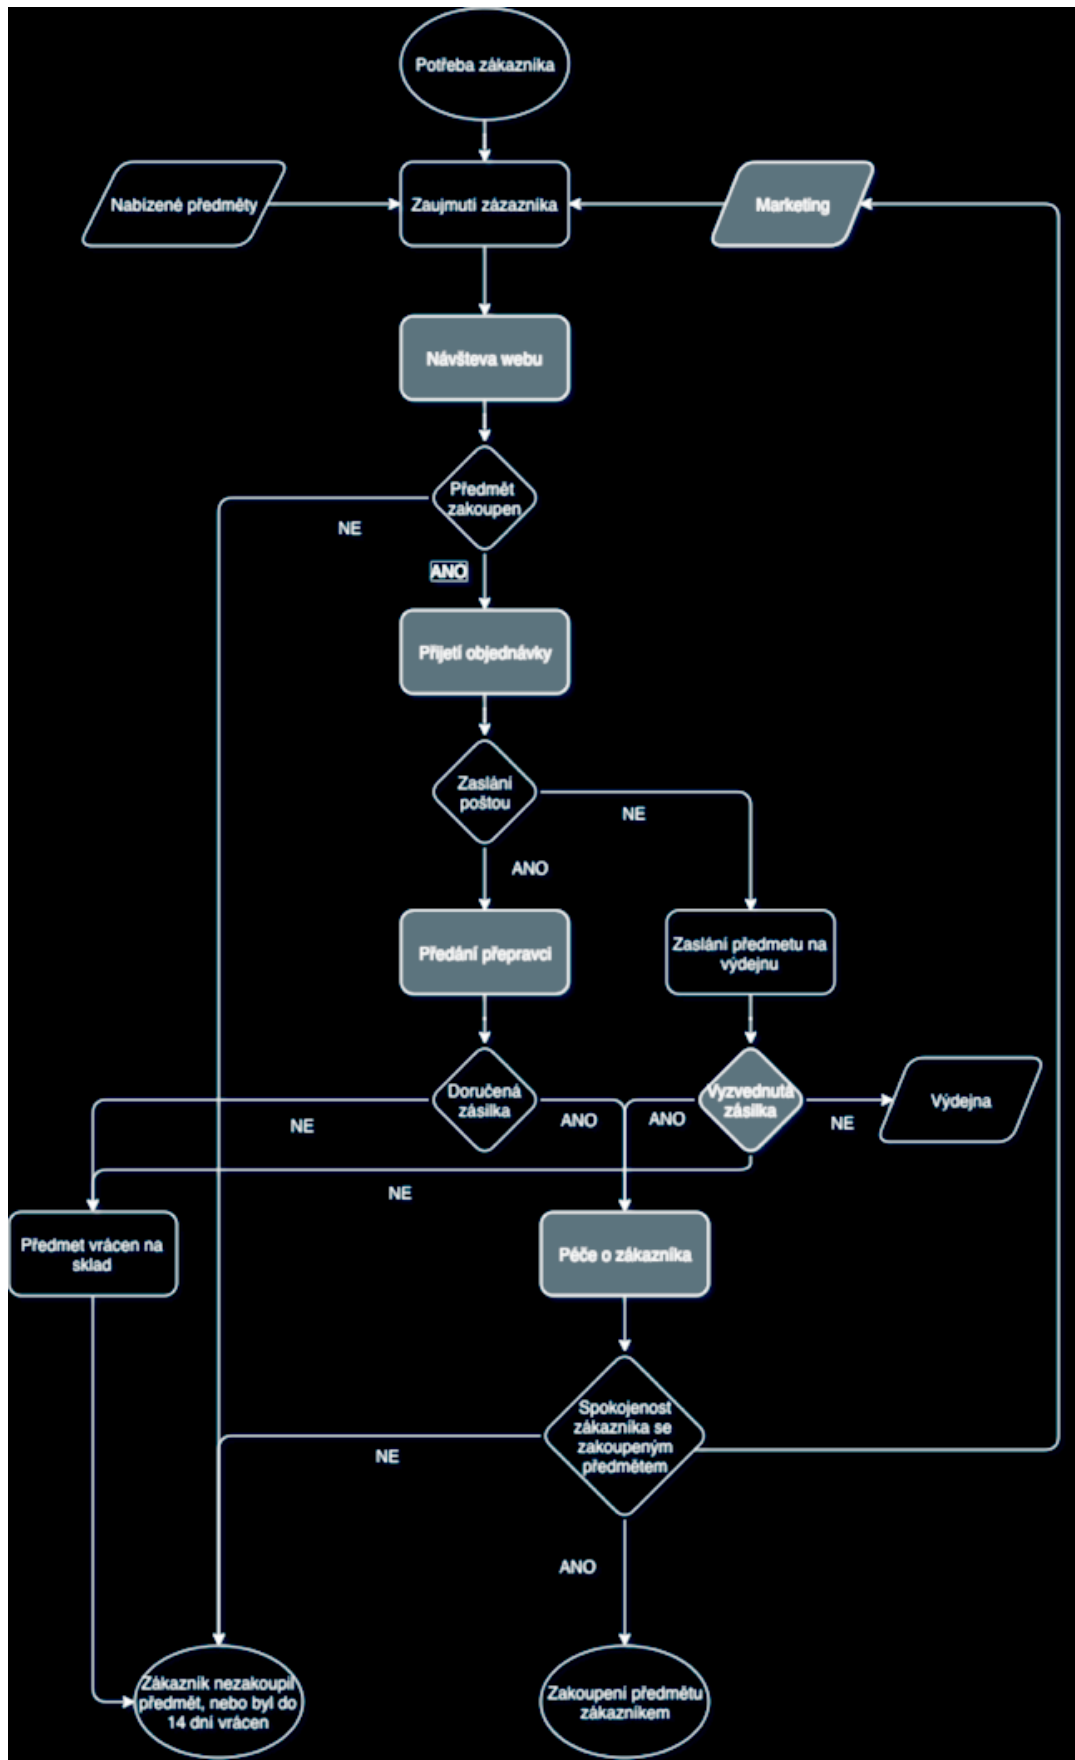 Potřeba zákazníka
Nabízené předměty
Zaujmutí zázazníka
Marketing
Návšteva webu
Předmět
zakoupen
NE
ANO
Přijetí objednávky
Zaslání
poštou
NE
ANO
Předání přepravci
Zaslání předmetu na
výdejnu
Doručená
zásilka
Vyzvednutá
zásilka
Výdejna
NE
ANO
ANO
NE
NE
Předmet vrácen na
sklad
Péče o zákazníka
Spokojenost
zákazníka se
zakoupeným
předmětem
NE
ANO
Zákazník nezakoupil
předmět, nebo byl do
14 dní vrácen
Zakoupení předmětu
zákazníkem